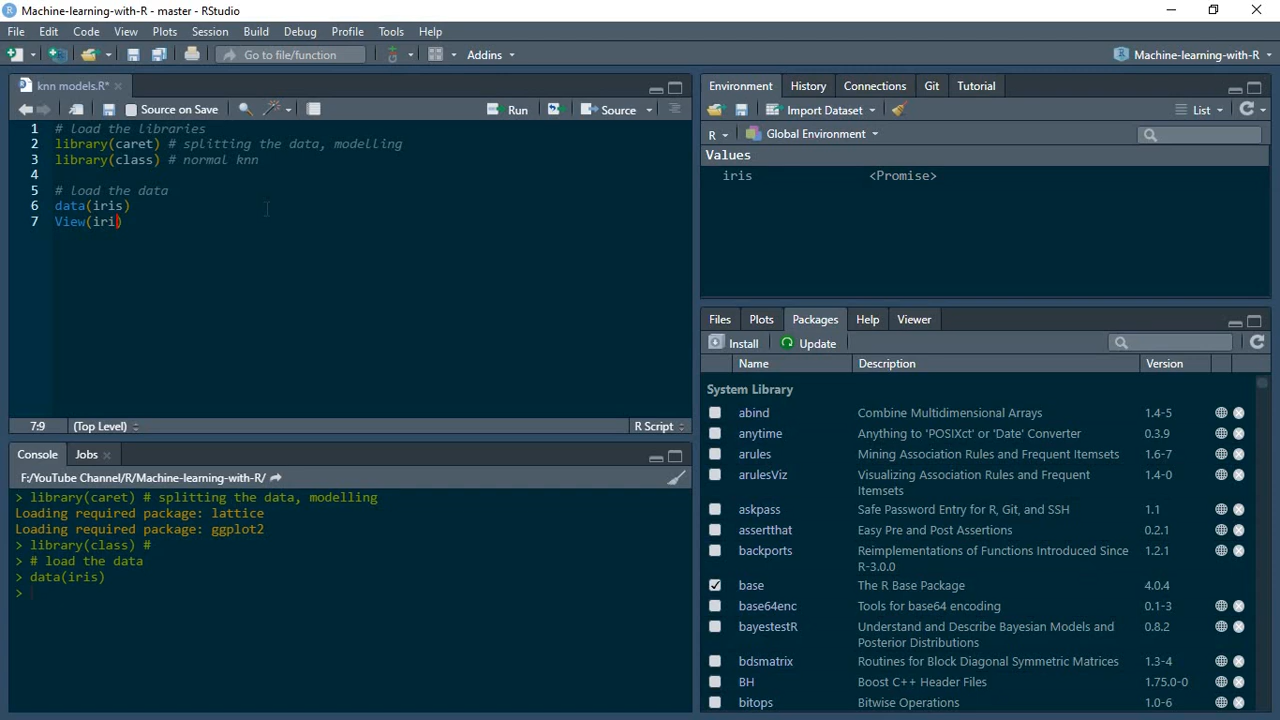 Machine-learning-with-R - master - RStudio
File Edit Code View Plots Session Build Debug Profile Tools Help
Go to file/function Addins Machine-learning-with-R
knn models.R*
Source on Save Run Source
1 # load the libraries
2 library(caret) # splitting the data, modelling
3 library(class) # normal knn
4
5 # load the data
6 data(iris)
7 View(iri)
7:9 (Top Level) R Script
Console Jobs
F:/YouTube Channel/R/Machine-learning-with-R/
> library(caret) # splitting the data, modelling
Loading required package: lattice
Loading required package: ggplot2
> library(class) #
> # load the data
> data(iris)
>
Environment History Connections Git Tutorial
Import Dataset List
R Global Environment
Values
iris <Promise>
Files Plots Packages Help Viewer
Install Update
Name Description Version
System Library
abind Combine Multidimensional Arrays 1.4-5
anytime Anything to 'POSIXct' or 'Date' Converter 0.3.9
arules Mining Association Rules and Frequent Itemsets 1.6-7
arulesViz Visualizing Association Rules and Frequent 1.4-0
Itemsets
askpass Safe Password Entry for R, Git, and SSH 1.1
assertthat Easy Pre and Post Assertions 0.2.1
backports Reimplementations of Functions Introduced Since 1.2.1
R-3.0.0
base The R Base Package 4.0.4
base64enc Tools for base64 encoding 0.1-3
bayestestR Understand and Describe Bayesian Models and 0.8.2
Posterior Distributions
bdsmatrix Routines for Block Diagonal Symmetric Matrices 1.3-4
BH Boost C++ Header Files 1.75.0-0
bitops Bitwise Operations 1.0-6